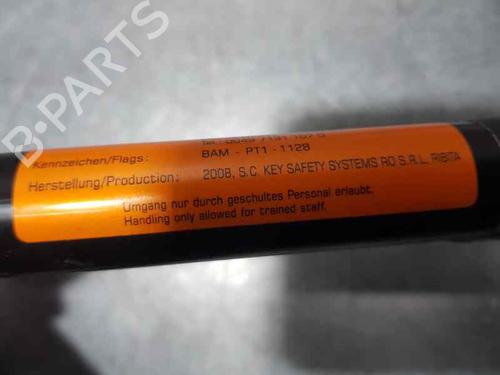 Kennzeichen/Flags: BAM - PT1 - 1128
Herstellung/Production: 2008, S.C. KEY SAFETY SYSTEMS RO S.R.L. RIBITA
Umgang nur durch geschultes Personal erlaubt.
Handling only allowed for trained staff.
B-PARTS